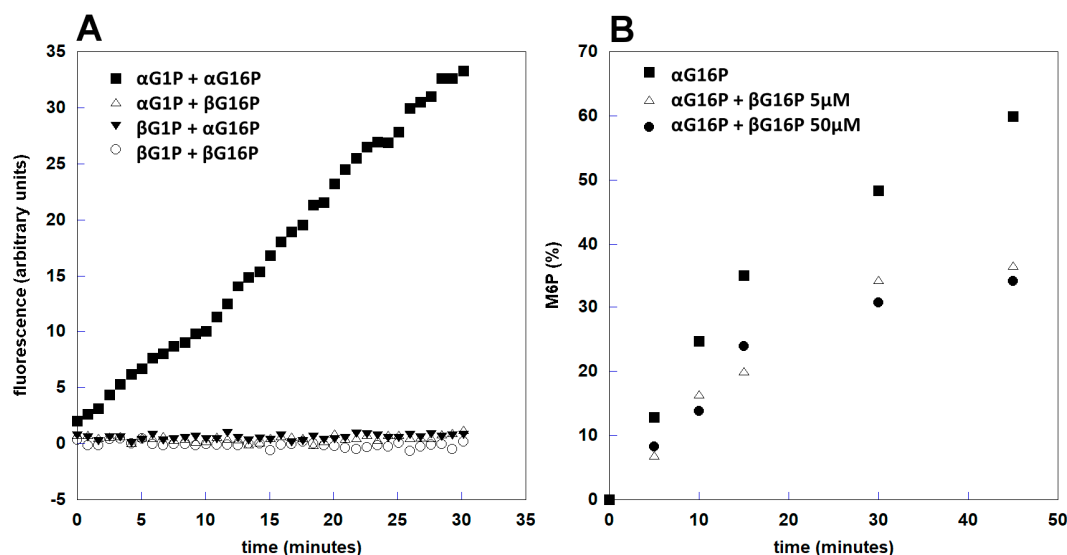 A
35
30
25
20
15
10
5
0
-5
0
5
10
15
20
25
30
35
fluorescence (arbitrary units)
time (minutes)
αG1P + αG16P
αG1P + βG16P
βG1P + αG16P
βG1P + βG16P
B
70
60
50
40
30
20
10
0
0
10
20
30
40
50
M6P (%)
time (minutes)
αG16P
αG16P + βG16P 5μM
αG16P + βG16P 50μM